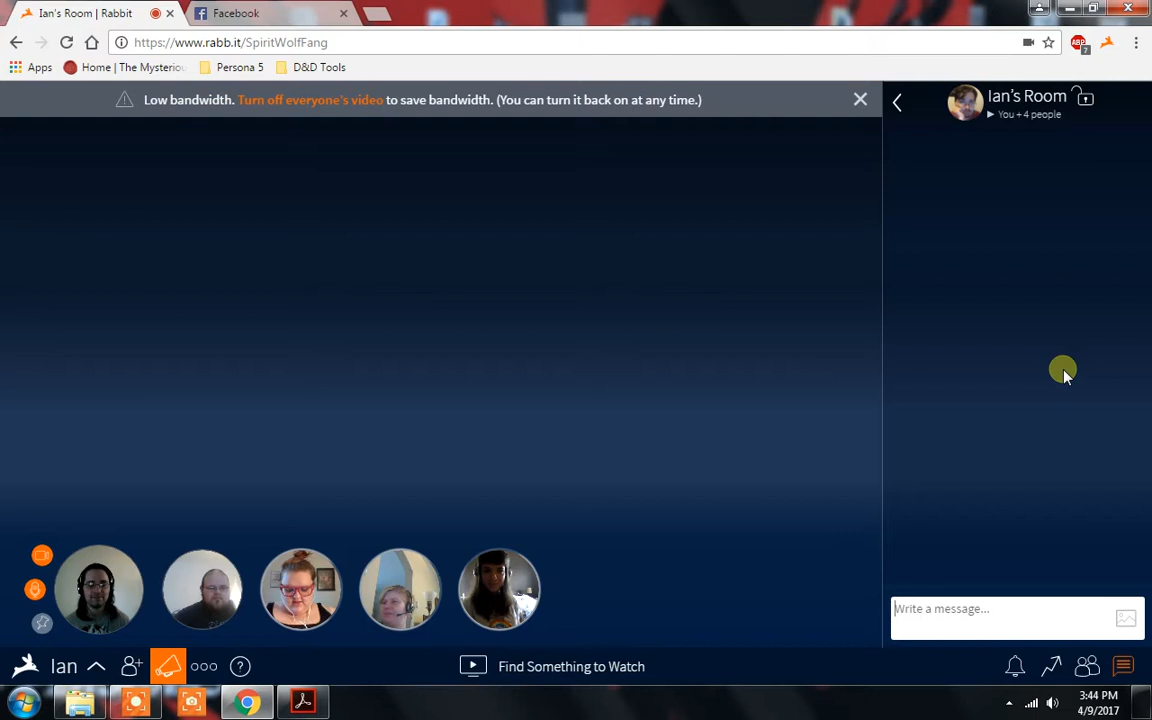 Ian's Room | Rabbit
Facebook
https://www.rabb.it/SpiritWolfFang
7
Apps
Home | The Mysteriou
Persona 5
D&D Tools
Low bandwidth. Turn off everyone's video to save bandwidth. (You can turn it back on at any time.)
Ian's Room
You + 4 people
Write a message...
Ian
Find Something to Watch
3:44 PM
4/9/2017